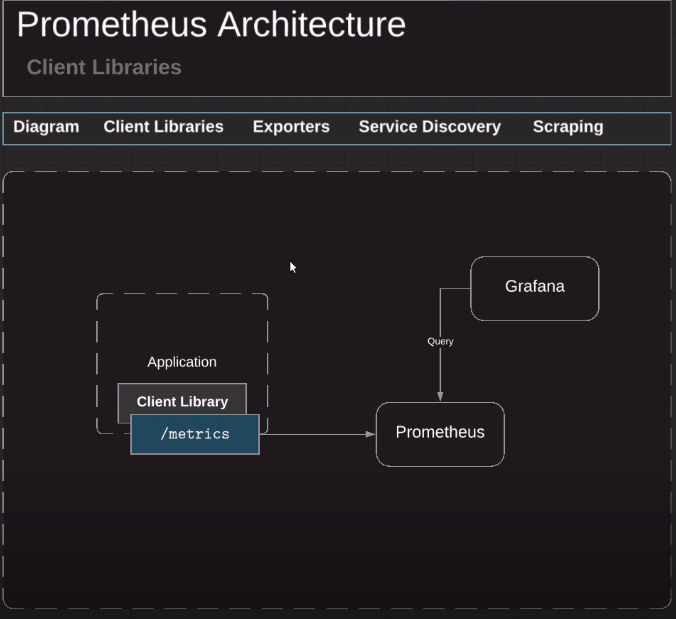 Prometheus Architecture
Client Libraries
Diagram Client Libraries Exporters Service Discovery Scraping
Grafana
Query
Application
Client Library
/metrics
Prometheus